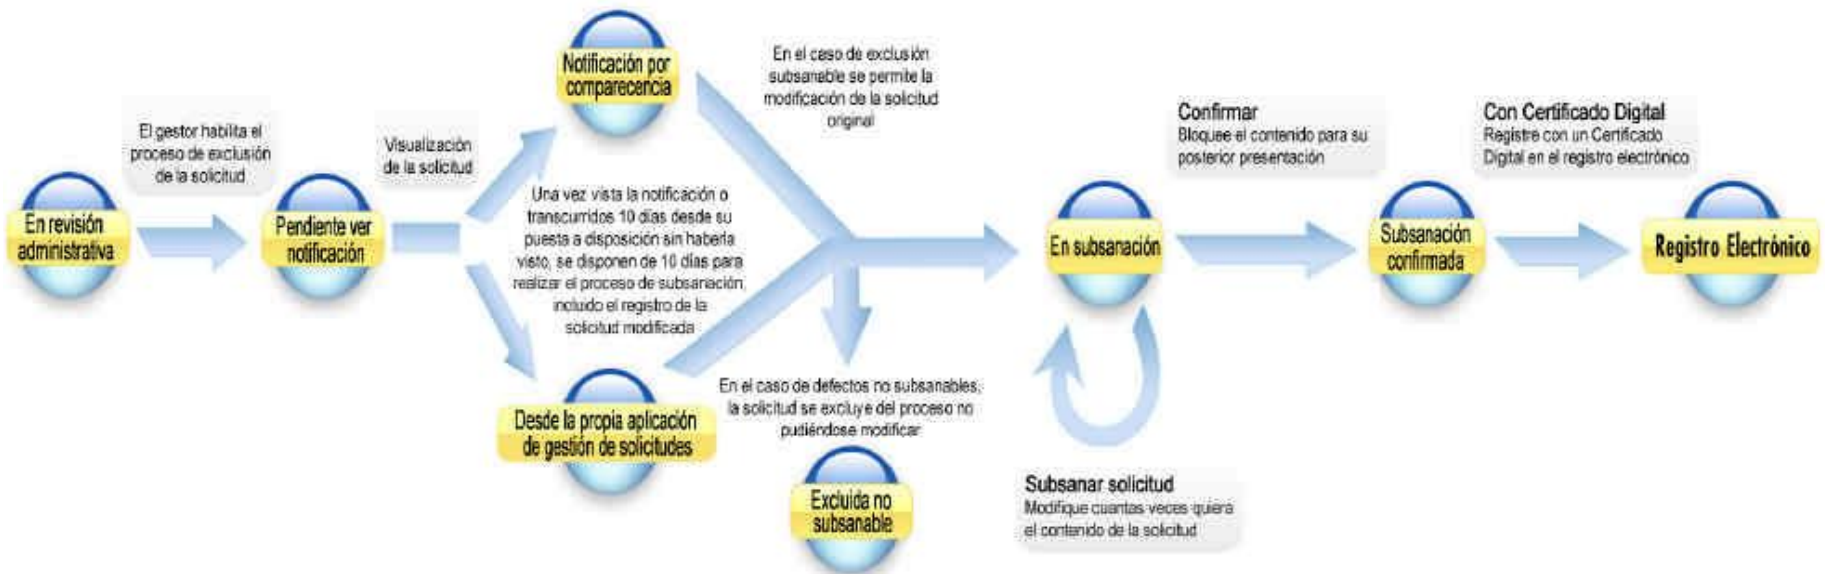 En revisión
administrativa
El gestor habilita el
proceso de exclusión
de la solicitud
Pendiente ver
notificación
Visualización
de la solicitud
Notificación por
comparecencia
Una vez vista la notificación o
transcurridos 10 días desde su
puesta a disposición sin haberla
visto, se disponen de 10 días para
realizar el proceso de subsanación,
incluido el registro de la
solicitud modificada
Desde la propia aplicación
de gestión de solicitudes
En el caso de exclusión
subsanable se permite la
modificación de la solicitud
original
En el caso de defectos no subsanables,
la solicitud se excluye del proceso no
pudiéndose modificar
Excluida no
subsanable
En subsanación
Subsanar solicitud
Modifique cuantas veces quiera
el contenido de la solicitud
Confirmar
Bloquee el contenido para su
posterior presentación
Subsanación
confirmada
Con Certificado Digital
Registre con un Certificado
Digital en el registro electrónico
Registro Electrónico